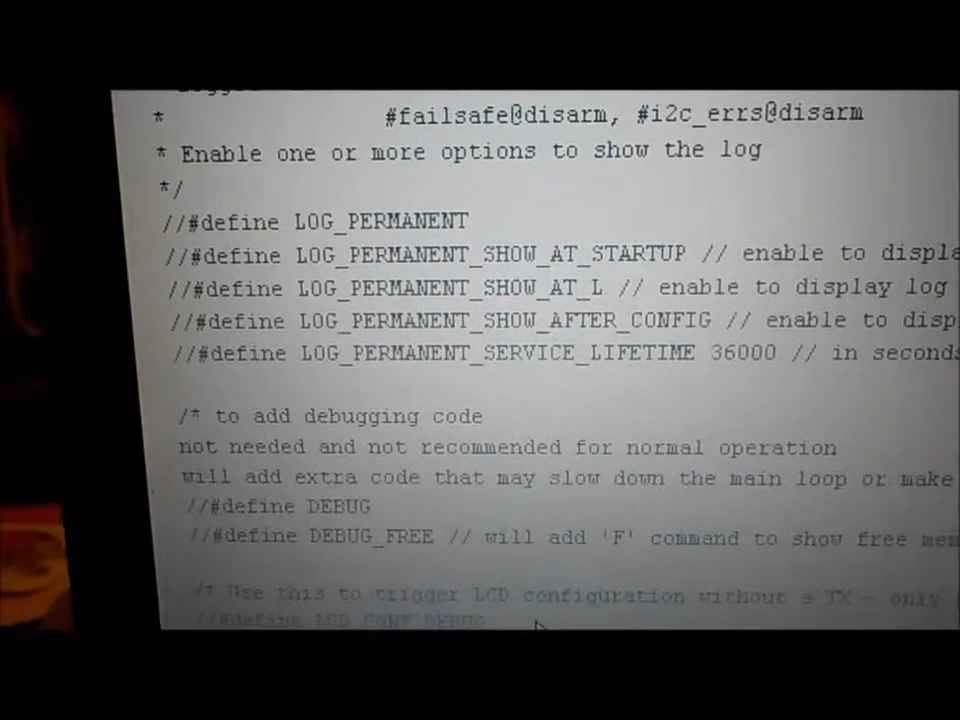 * #failsafe@disarm, #i2c_errs@disarm
* Enable one or more options to show the log
*/
//#define LOG_PERMANENT
//#define LOG_PERMANENT_SHOW_AT_STARTUP // enable to displa
//#define LOG_PERMANENT_SHOW_AT_L // enable to display log
//#define LOG_PERMANENT_SHOW_AFTER_CONFIG // enable to disp
//#define LOG_PERMANENT_SERVICE_LIFETIME 36000 // in seconds
/* to add debugging code
not needed and not recommended for normal operation
will add extra code that may slow down the main loop or make
//#define DEBUG
//#define DEBUG_FREE // will add 'F' command to show free mem
/* Use this to trigger LCD configuration without a TX - only
//#define LCD_CONF_DEBUG